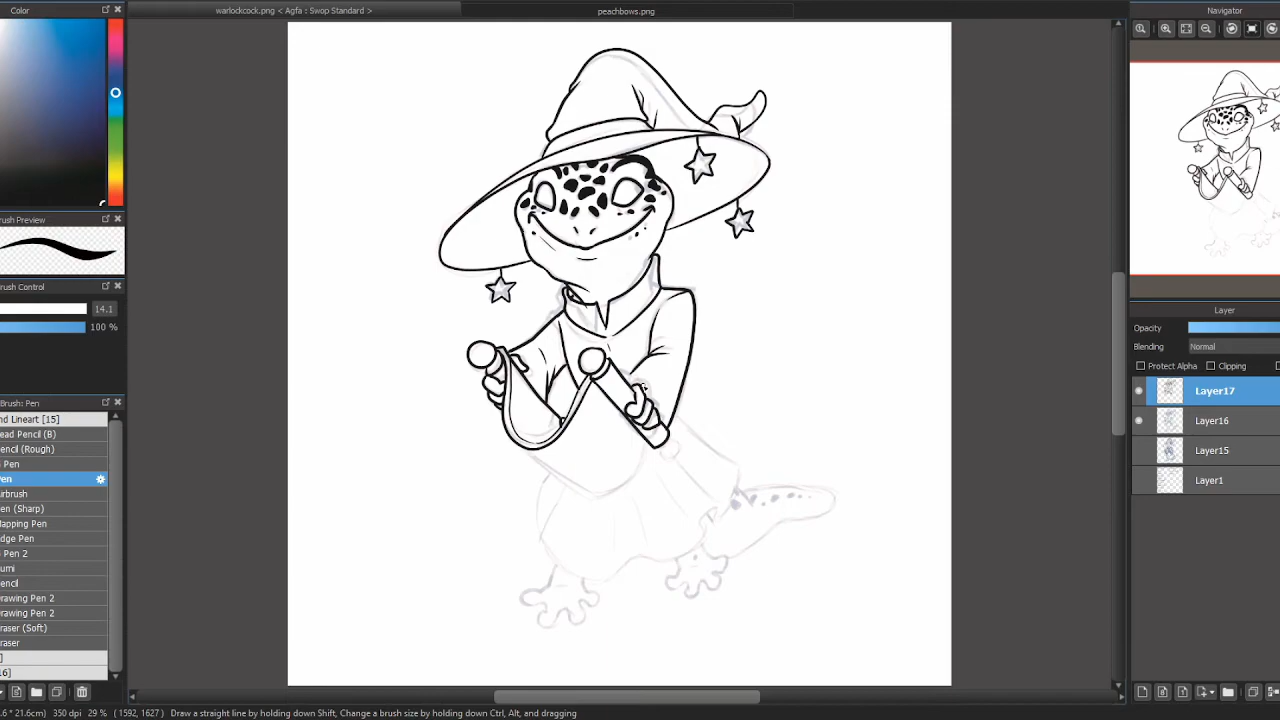 Color
warlockcock.png < Agfa : Swop Standard >
peachbows.png
Navigator
rush Preview
rush Control
14.1
100 %
Layer
Opacity
Blending
Normal
Protect Alpha
Clipping
Layer17
Layer16
Layer15
Layer1
Brush: Pen
nd Lineart [15]
ead Pencil (B)
encil (Rough)
Pen
en
irbrush
en (Sharp)
apping Pen
dge Pen
Pen 2
umi
encil
rawing Pen 2
rawing Pen 2
raser (Soft)
raser
]
16]
.6 * 21.6cm) 350 dpi 29 % ( 1592, 1627 ) Draw a straight line by holding down Shift, Change a brush size by holding down Ctrl, Alt, and dragging